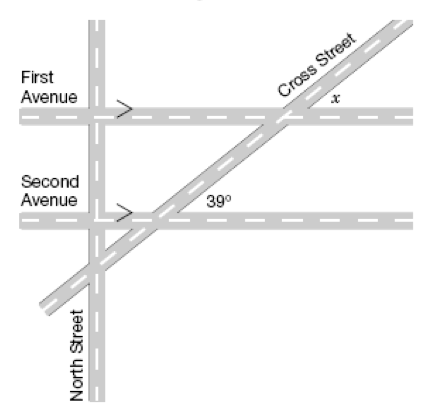 Cross Street
First
Avenue
x
Second
Avenue
39°
North Street